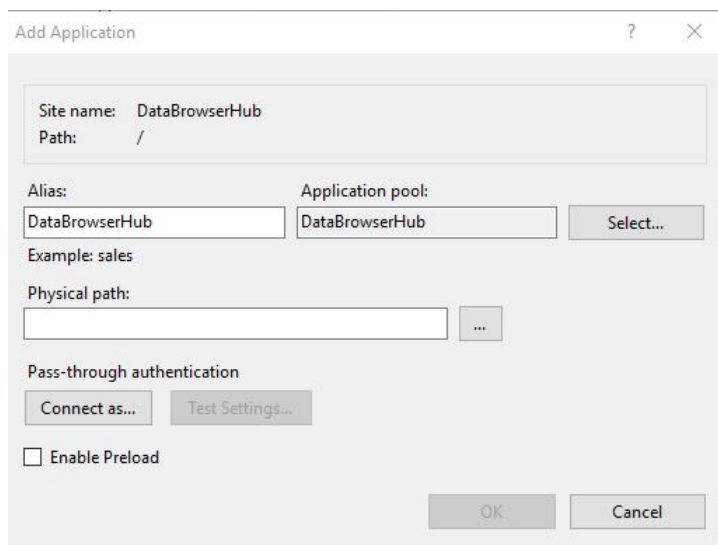 Add Application ?
Site name: DataBrowserHub
Path: /
Alias: Application pool:
DataBrowserHub DataBrowserHub Select...
Example: sales
Physical path:
...
Pass-through authentication
Connect as... Test Settings...
Enable Preload
OK Cancel